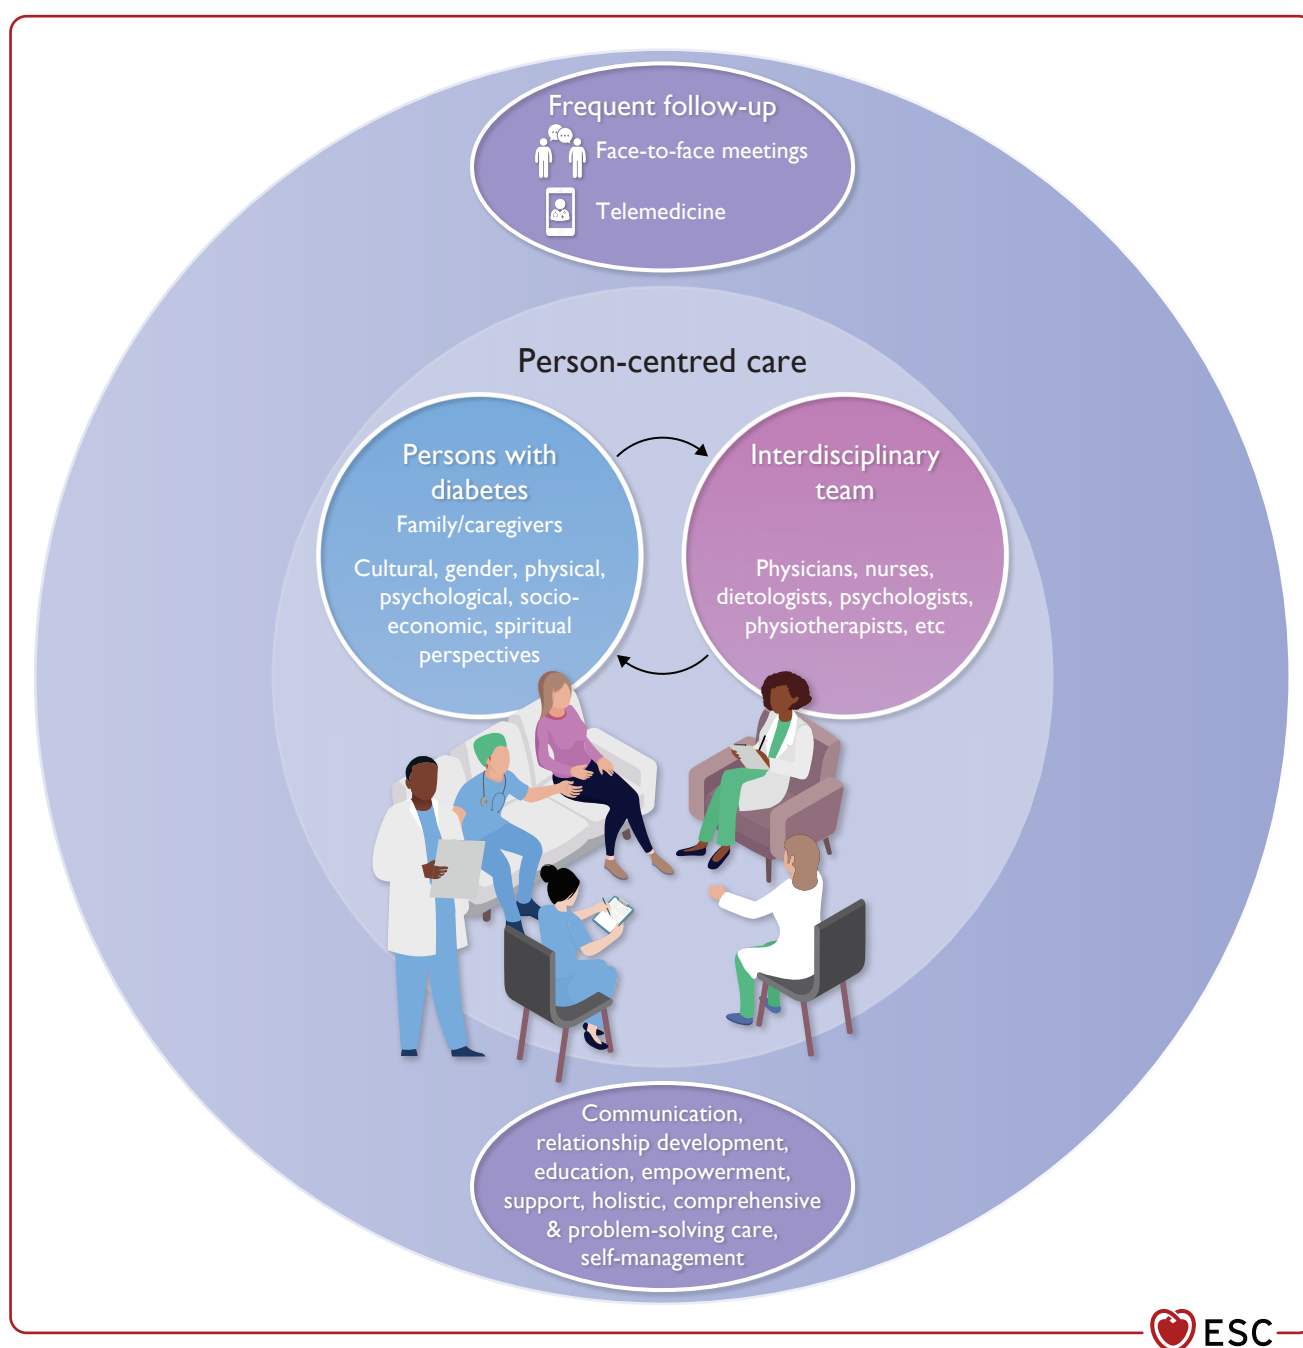 Frequent follow-up
Face-to-face meetings
Telemedicine
Person-centred care
Persons with
diabetes
Family/caregivers
Cultural, gender, physical,
psychological, socio-
economic, spiritual
perspectives
Interdisciplinary
team
Physicians, nurses,
dietologists, psychologists,
physiotherapists, etc
Communication,
relationship development,
education, empowerment,
support, holistic, comprehensive
& problem-solving care,
self-management
ESC